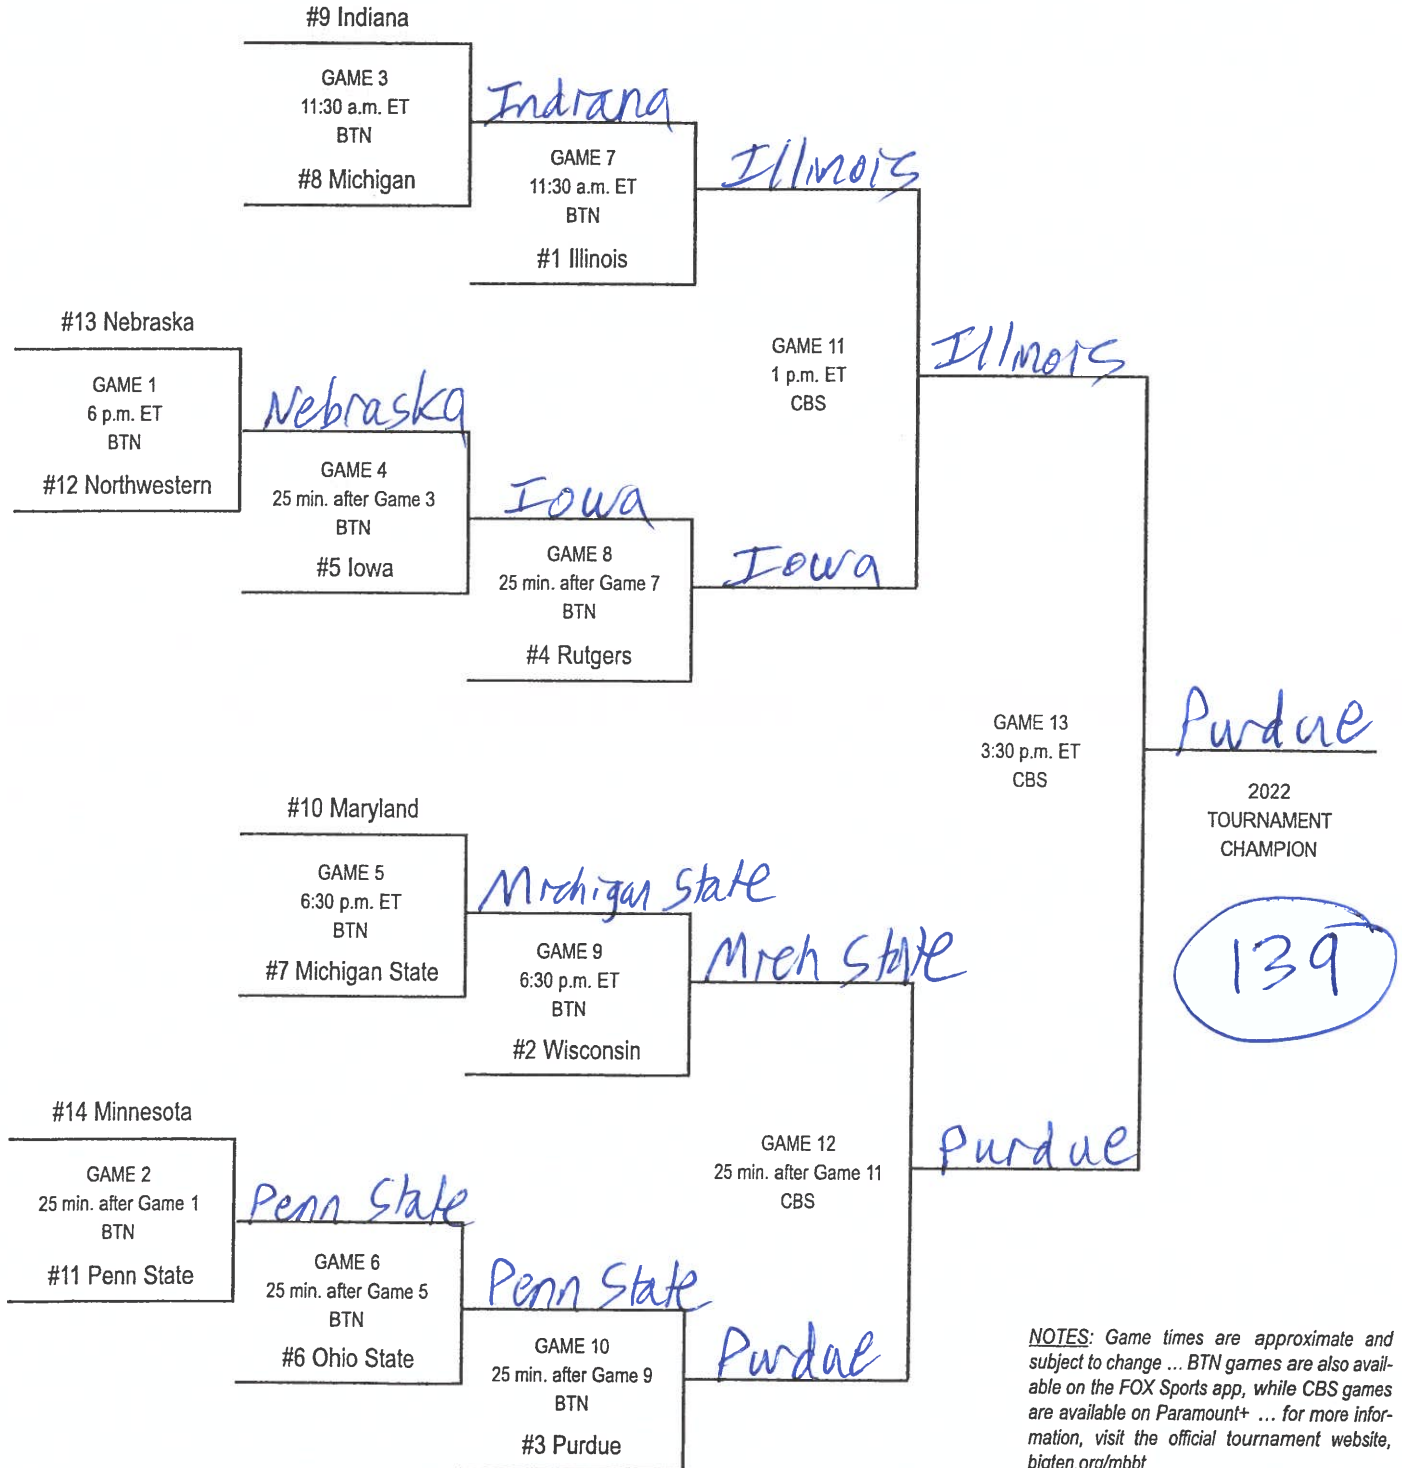 #9 Indiana
GAME 3
11:30 a.m. ET
BTN
#8 Michigan
Indiana
GAME 7
11:30 a.m. ET
BTN
#1 Illinois
Illinois
#13 Nebraska
GAME 1
6 p.m. ET
BTN
#12 Northwestern
Nebraska
GAME 4
25 min. after Game 3
BTN
#5 Iowa
Iowa
GAME 8
25 min. after Game 7
BTN
#4 Rutgers
Iowa
GAME 11
1 p.m. ET
CBS
Illinois
#10 Maryland
GAME 5
6:30 p.m. ET
BTN
#7 Michigan State
Michigan State
GAME 9
6:30 p.m. ET
BTN
#2 Wisconsin
Mich State
#14 Minnesota
GAME 2
25 min. after Game 1
BTN
#11 Penn State
Penn State
GAME 6
25 min. after Game 5
BTN
#6 Ohio State
Penn State
GAME 10
25 min. after Game 9
BTN
#3 Purdue
Purdue
GAME 12
25 min. after Game 11
CBS
Purdue
GAME 13
3:30 p.m. ET
CBS
Purdue
2022
TOURNAMENT
CHAMPION
139
NOTES: Game times are approximate and
subject to change ... BTN games are also avail-
able on the FOX Sports app, while CBS games
are available on Paramount+ ... for more infor-
mation, visit the official tournament website,
bigten.org/mbbt